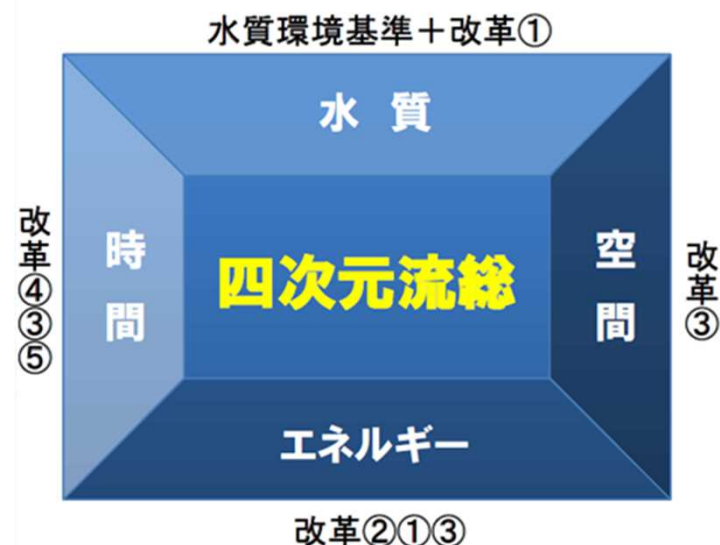 水質環境基準＋改革①
水 質
改革④③⑤
時間
四次元流総
空間
改革③
エネルギー
改革②①③